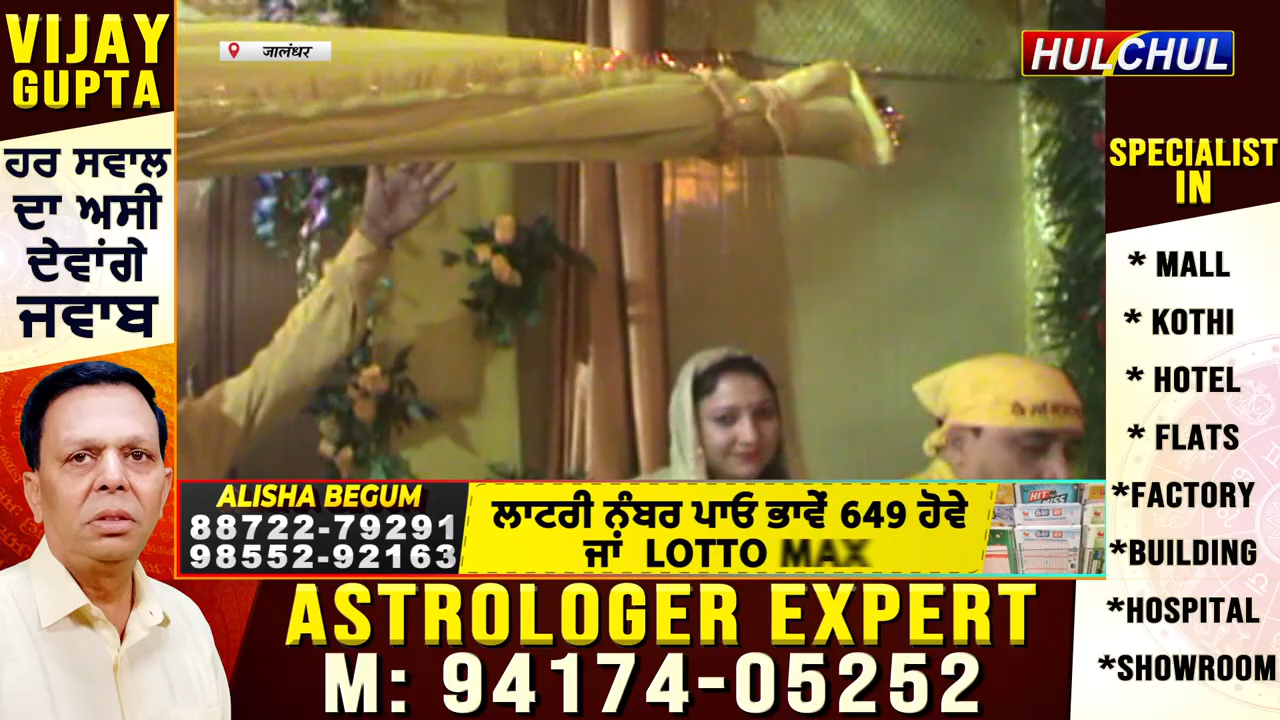 VIJAY
GUPTA
ਹਰ ਸਵਾਲ
ਦਾ ਅਸੀ
ਦੇਵਾਂਗੇ
ਜਵਾਬ
जालंधर
HULCHUL
SPECIALIST
IN
* MALL
* KOTHI
* HOTEL
* FLATS
*FACTORY
*BUILDING
*HOSPITAL
*SHOWROOM
ALISHA BEGUM
88722-79291
98552-92163
ਲਾਟਰੀ ਨੰਬਰ ਪਾਓ ਭਾਵੇਂ 649 ਹੋਵੇ
ਜਾਂ LOTTO MAX
ASTROLOGER EXPERT
M: 94174-05252